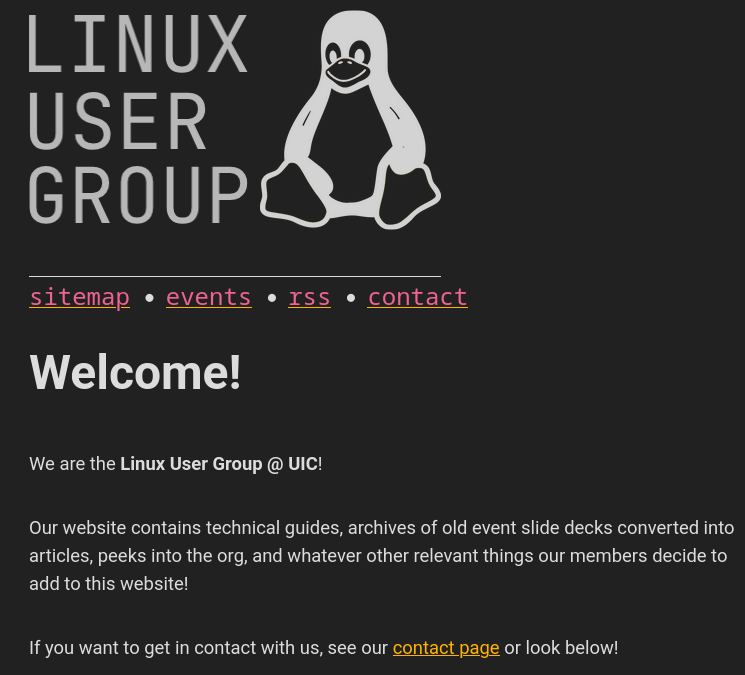 LINUX
USER
GROUP
sitemap • events • rss • contact
Welcome!
We are the Linux User Group @ UIC!
Our website contains technical guides, archives of old event slide decks converted into
articles, peeks into the org, and whatever other relevant things our members decide to
add to this website!
If you want to get in contact with us, see our contact page or look below!